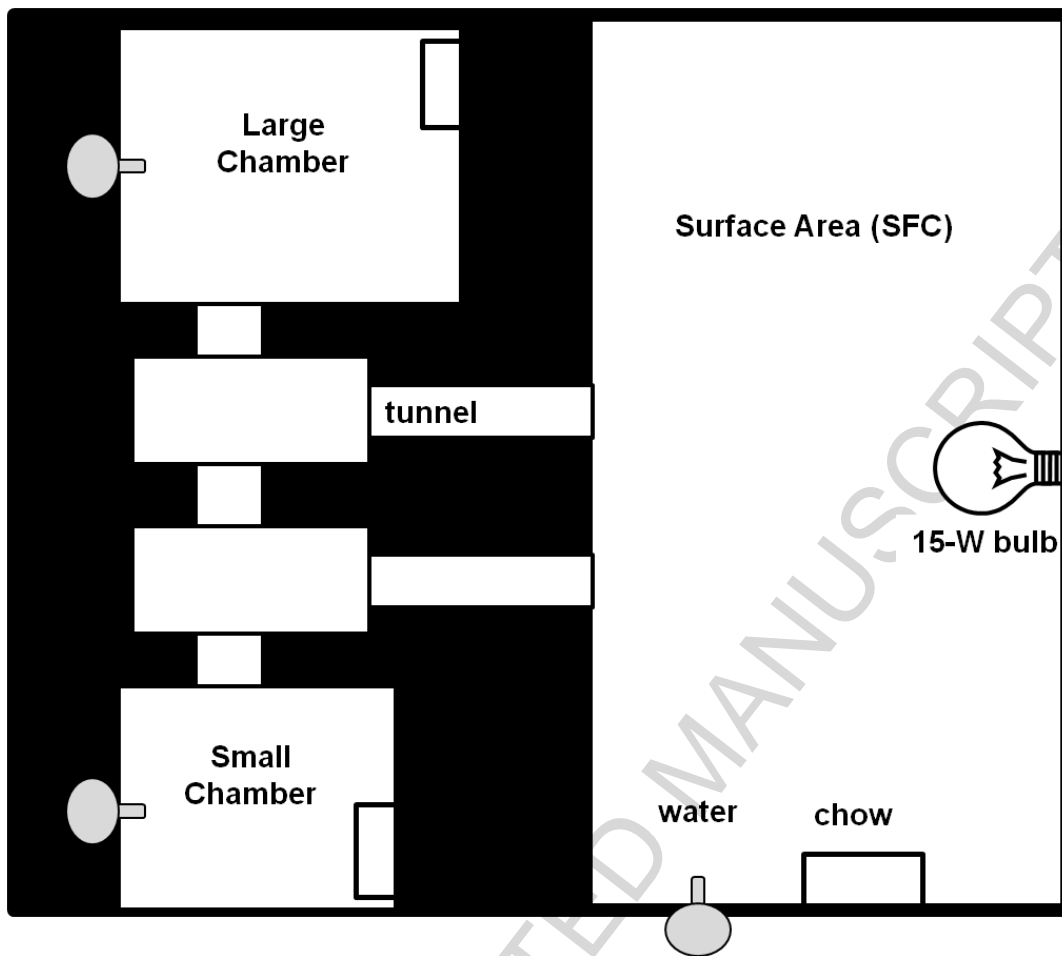 Large
Chamber
Surface Area (SFC)
tunnel
15-W bulb
Small
Chamber
water
chow
TED MANUSCRIPT